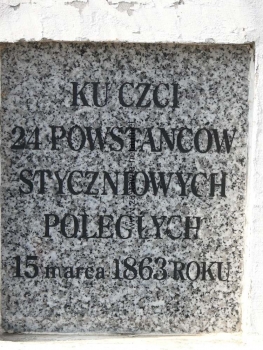 KU CZCI
24 POWSTAŃCÓW
STYCZNIOWYCH
POLEGŁYCH
15 marca 1863 ROKU